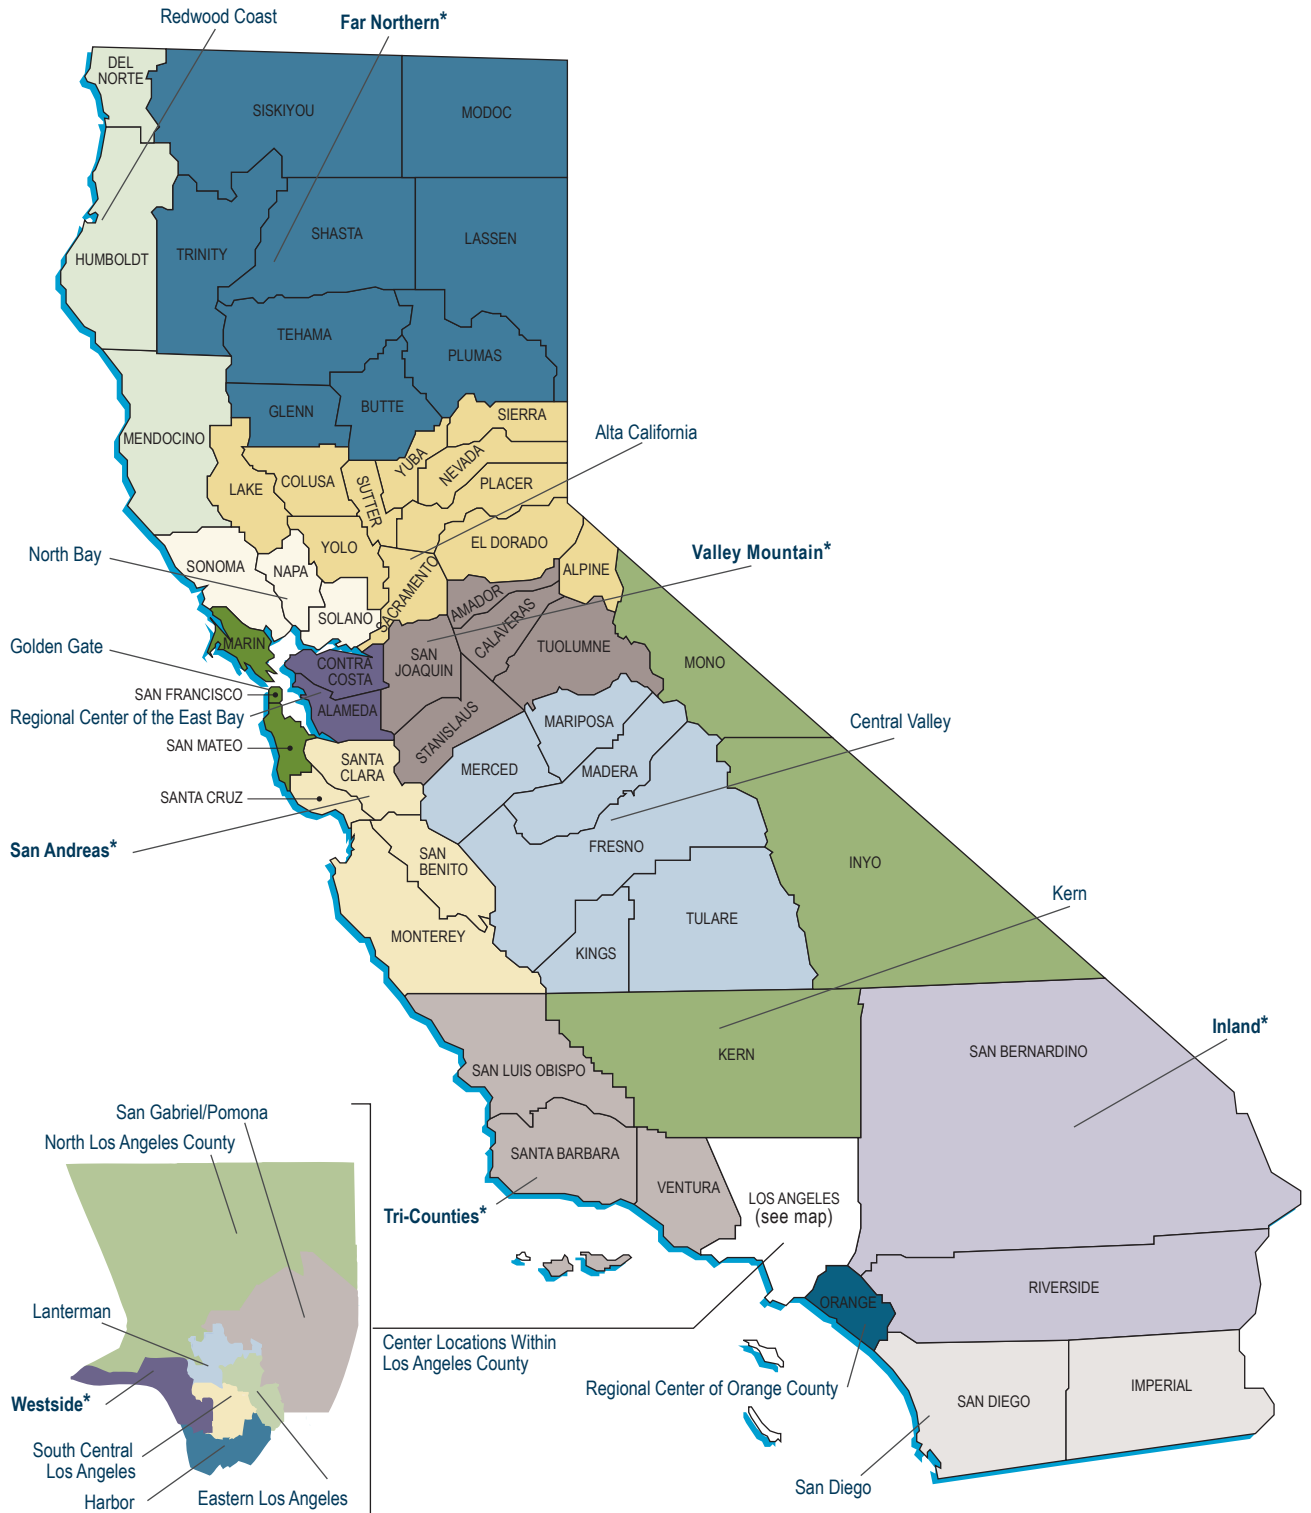 Redwood Coast
Far Northern*
DEL
NORTE
SISKIYOU
MODOC
HUMBOLDT
TRINITY
SHASTA
LASSEN
TEHAMA
PLUMAS
GLENN
BUTTE
SIERRA
MENDOCINO
Alta California
YUBA
NEVADA
LAKE
COLUSA
SUTTER
PLACER
YOLO
EL DORADO
North Bay
SONOMA
NAPA
Valley Mountain*
ALPINE
SACRAMENTO
AMADOR
SOLANO
CALAVERAS
Golden Gate
MARIN
SAN
JOAQUIN
TUOLUMNE
MONO
CONTRA
COSTA
SAN FRANCISCO
Regional Center of the East Bay
ALAMEDA
STANISLAUS
MARIPOSA
Central Valley
SAN MATEO
SANTA
CLARA
MERCED
MADERA
SANTA CRUZ
San Andreas*
SAN
BENITO
FRESNO
INYO
Kern
TULARE
MONTEREY
KINGS
Inland*
KERN
SAN BERNARDINO
SAN LUIS OBISPO
San Gabriel/Pomona
North Los Angeles County
SANTA BARBARA
VENTURA
LOS ANGELES
(see map)
Tri-Counties*
RIVERSIDE
ORANGE
Lanterman
Center Locations Within
Los Angeles County
Regional Center of Orange County
SAN DIEGO
IMPERIAL
Westside*
South Central
Los Angeles
San Diego
Harbor
Eastern Los Angeles